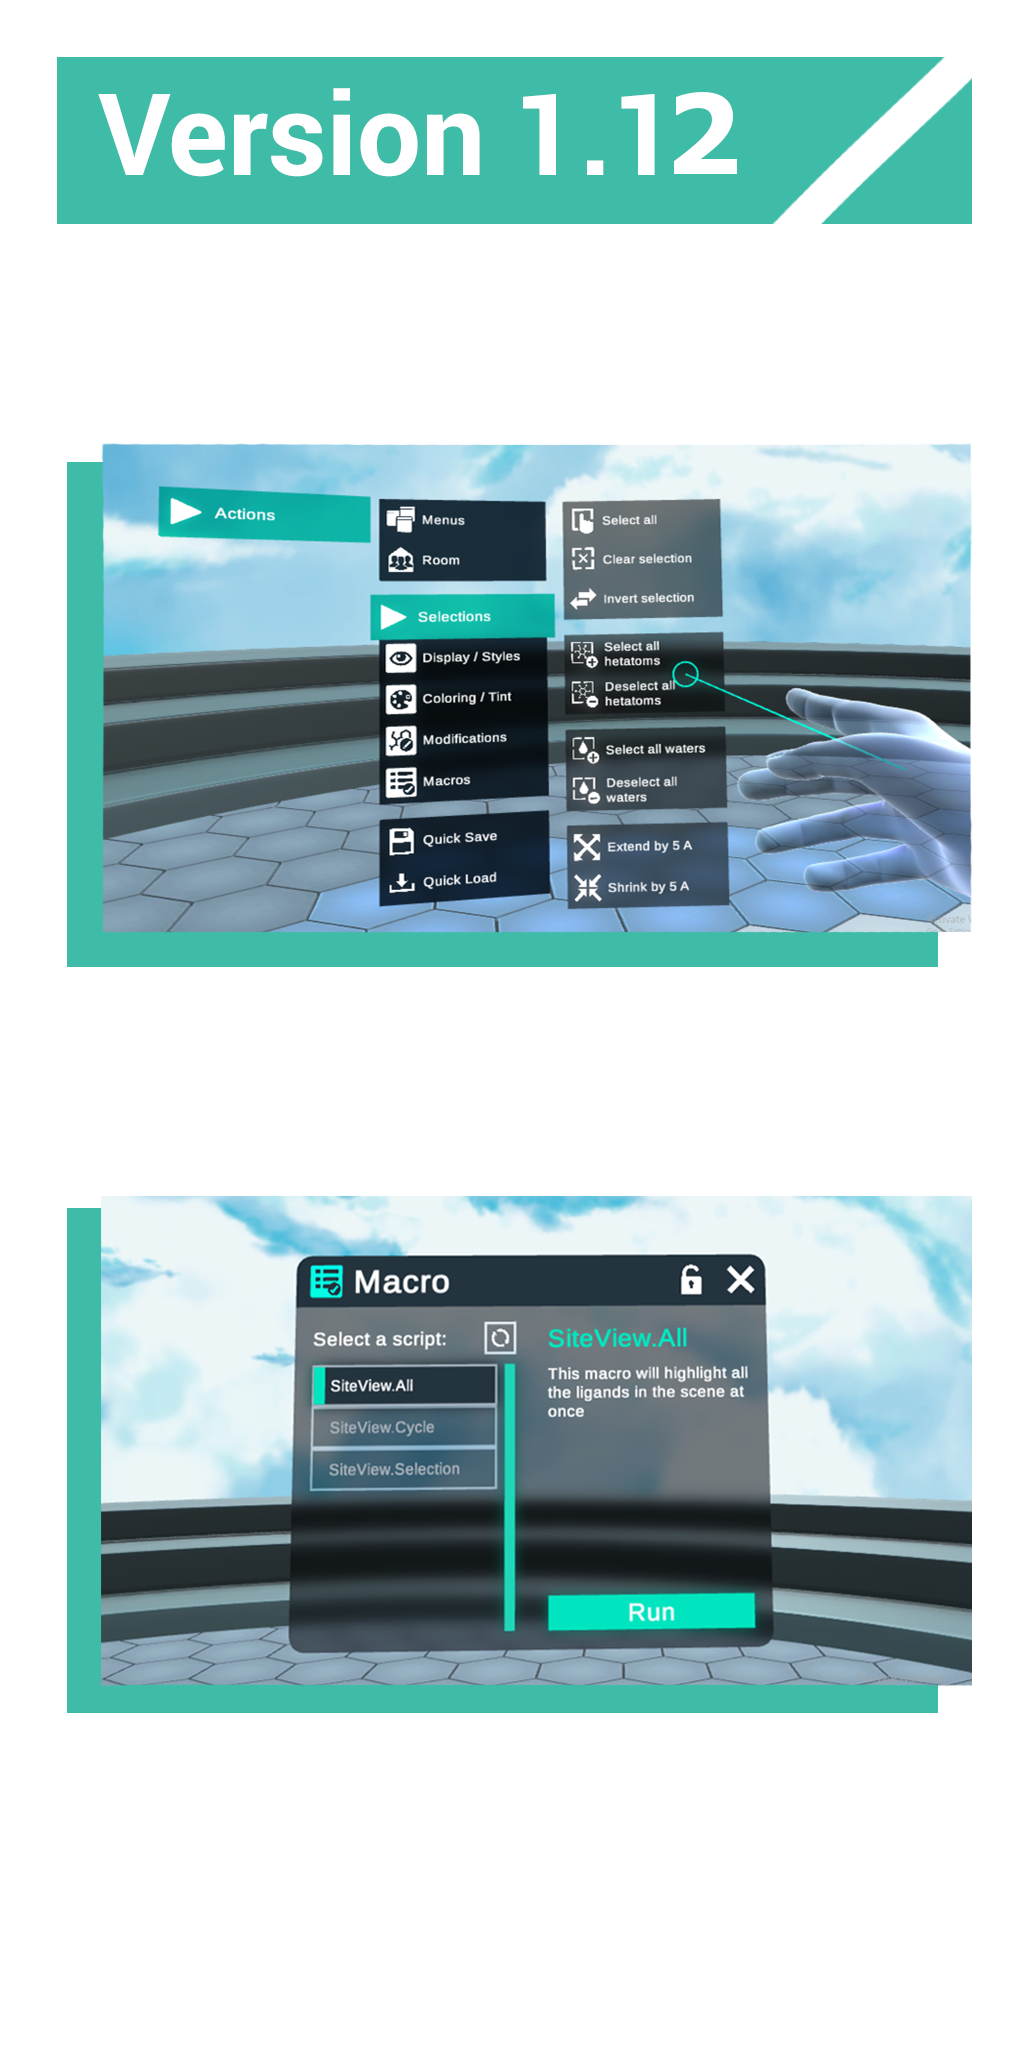 Version 1.12
Actions
Menus
Room
Selections
Display / Styles
Coloring / Tint
Modifications
Macros
Quick Save
Quick Load
Select all
Clear selection
Invert selection
Select all
hetatoms
Deselect all
hetatoms
Select all waters
Deselect all
waters
Extend by 5 A
Shrink by 5 A
Macro
Select a script:
SiteView.All
SiteView.Cycle
SiteView.Selection
SiteView.All
This macro will highlight all
the ligands in the scene at
once
Run